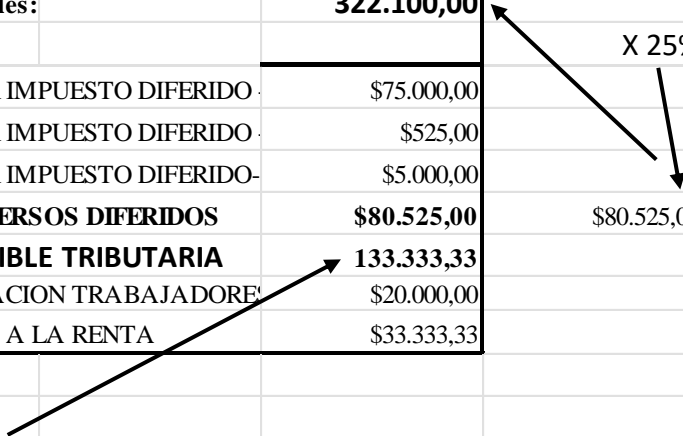 les: 322.100,00
X 25%
IMPUESTO DIFERIDO - $75.000,00
IMPUESTO DIFERIDO - $525,00
IMPUESTO DIFERIDO- $5.000,00
ERSOS DIFERIDOS $80.525,00 $80.525,0
IBLE TRIBUTARIA 133.333,33
ACION TRABAJADORES $20.000,00
A LA RENTA $33.333,33